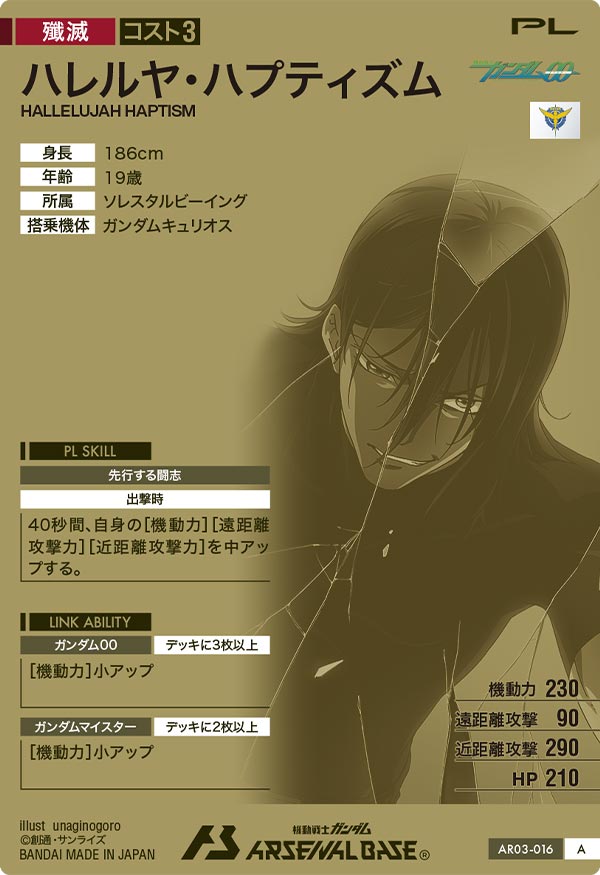 殲滅 コスト3
PL
ハレルヤ・ハプティズム
HALLELUJAH HAPTISM
ガンダム00
身長 186cm
年齢 19歳
所属 ソレスタルビーイング
搭乗機体 ガンダムキュリオス
PL SKILL
先行する闘志
出撃時
40秒間、自身の[機動力][遠距離
攻撃力][近距離攻撃力]を中アッ
プする。
LINK ABILITY
ガンダム00 デッキに3枚以上
[機動力]小アップ
ガンダムマイスター デッキに2枚以上
[機動力]小アップ
機動力 230
遠距離攻撃 90
近距離攻撃 290
HP 210
illust unaginogoro
©創通・サンライズ
BANDAI MADE IN JAPAN
機動戦士ガンダム
AB ARSENAL BASE®
AR03-016 A